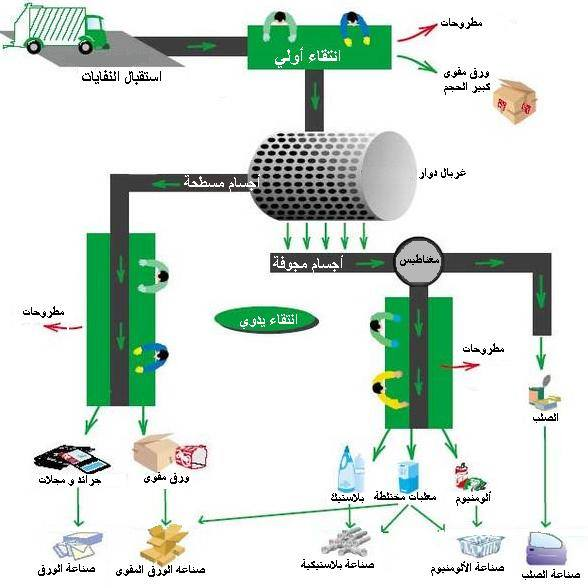 مطروحات
انتقاء أولي
استقبال النفايات
ورق مقوى
كبير الحجم
غربال دوار
أجسام مسطحة
أجسام مجوفة
مغناطيس
مطروحات
انتقاء يدوي
مطروحات
الصلب
جرائد و مجلات
ورق مقوى
بلاستيك
معلبات مختلطة
ألومنيوم
صناعة الورق
صناعة الورق المقوى
صناعة بلاستيكية
صناعة الألومنيوم
صناعة الصلب